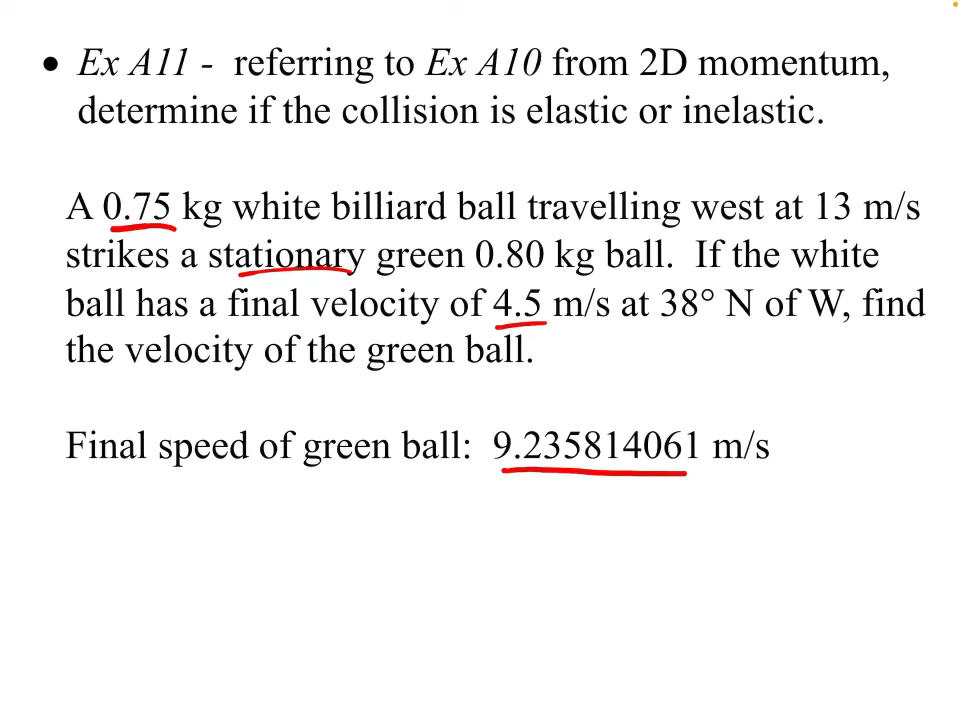 • Ex A11 - referring to Ex A10 from 2D momentum,
determine if the collision is elastic or inelastic.
A 0.75 kg white billiard ball travelling west at 13 m/s
strikes a stationary green 0.80 kg ball. If the white
ball has a final velocity of 4.5 m/s at 38° N of W, find
the velocity of the green ball.
Final speed of green ball: 9.235814061 m/s